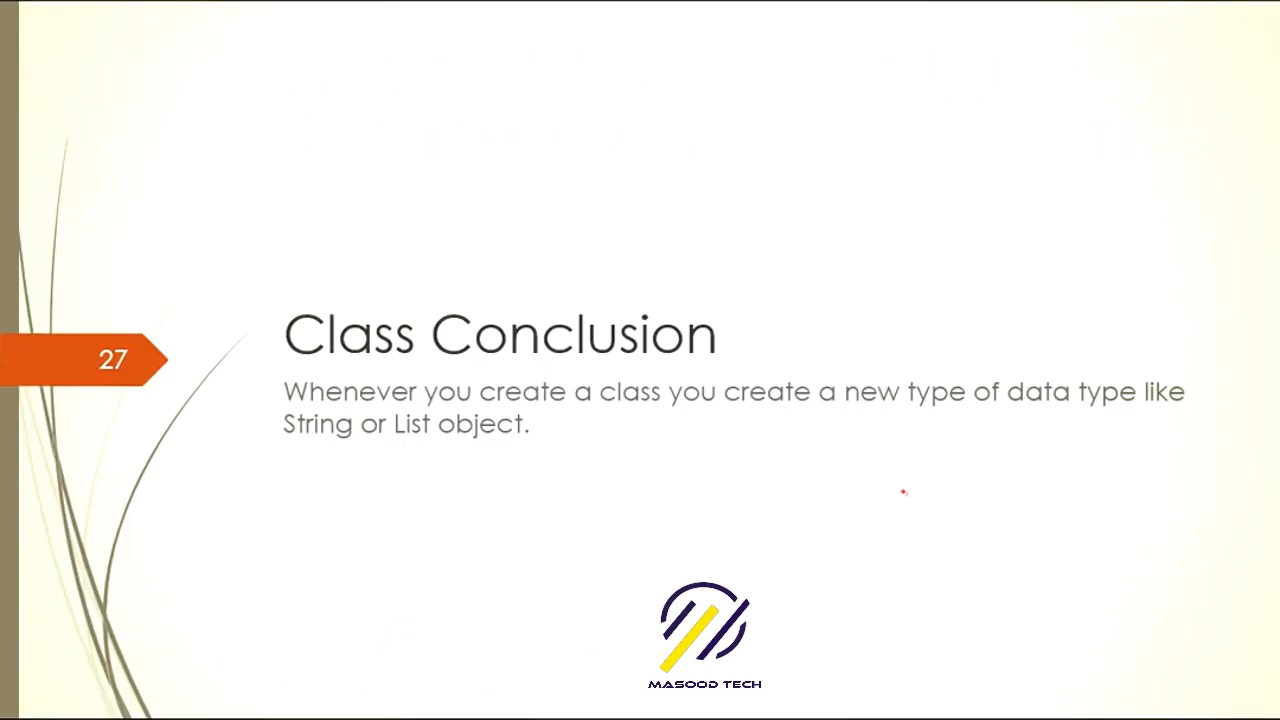 Class Conclusion
27
Whenever you create a class you create a new type of data type like
String or List object.
MASOOD TECH